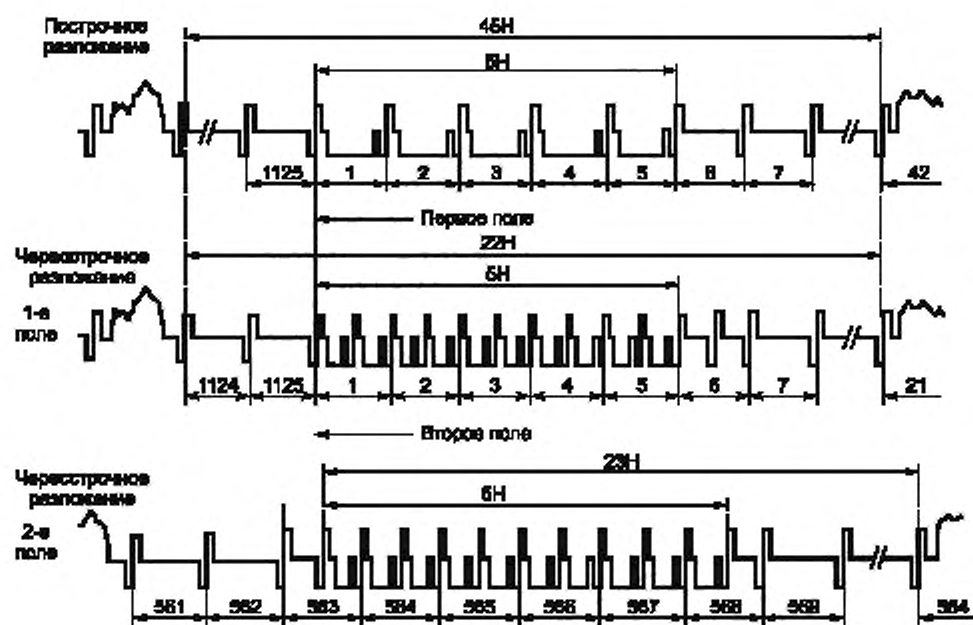 Построчное
разложение
45H
5H
1125 1 2 3 4 5 6 7 42
Первое поле
22H
Чересстрочное
разложение
5H
1-е
поле
1124 1125 1 2 3 4 5 6 7 21
Второе поле
23H
Чересстрочное
разложение
5H
2-е
поле
561 562 563 564 565 566 567 568 569 584